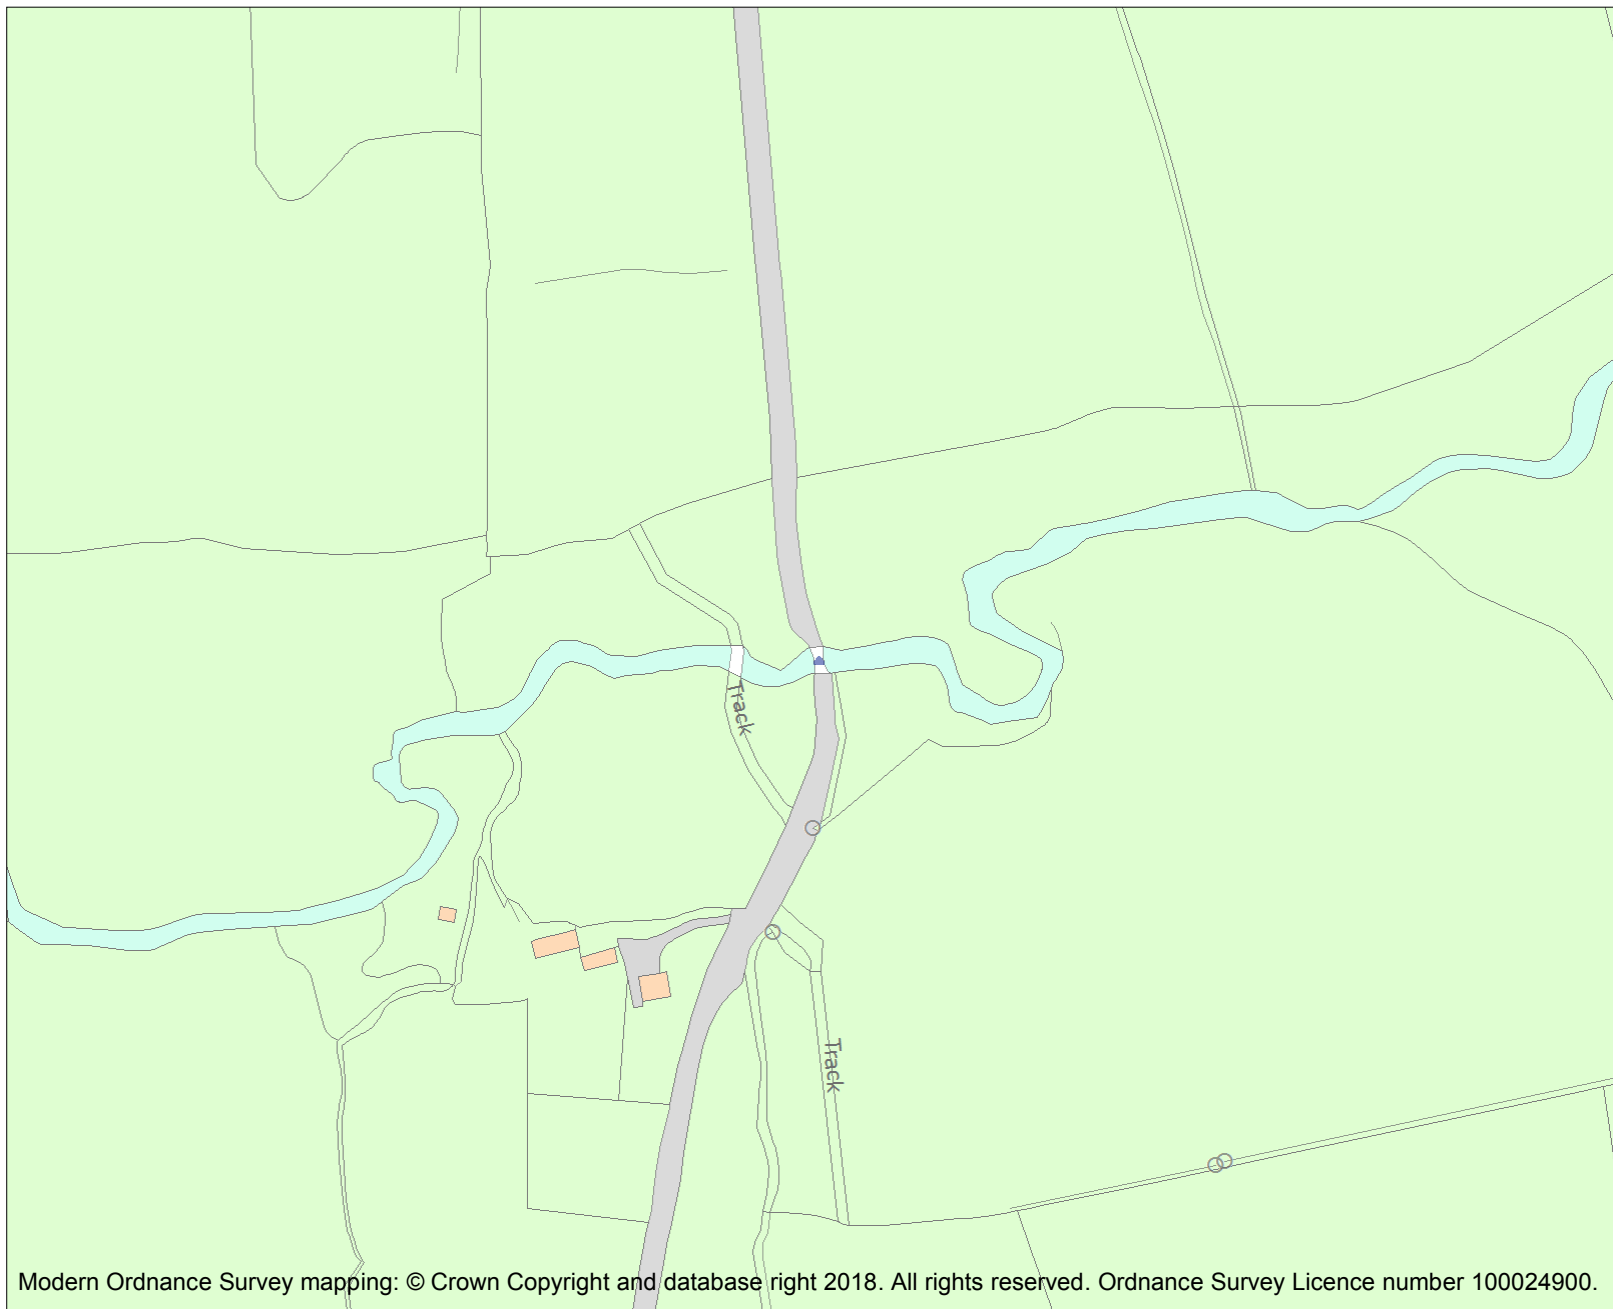 Track
Track
Modern Ordnance Survey mapping: © Crown Copyright and database right 2018. All rights reserved. Ordnance Survey Licence number 100024900.